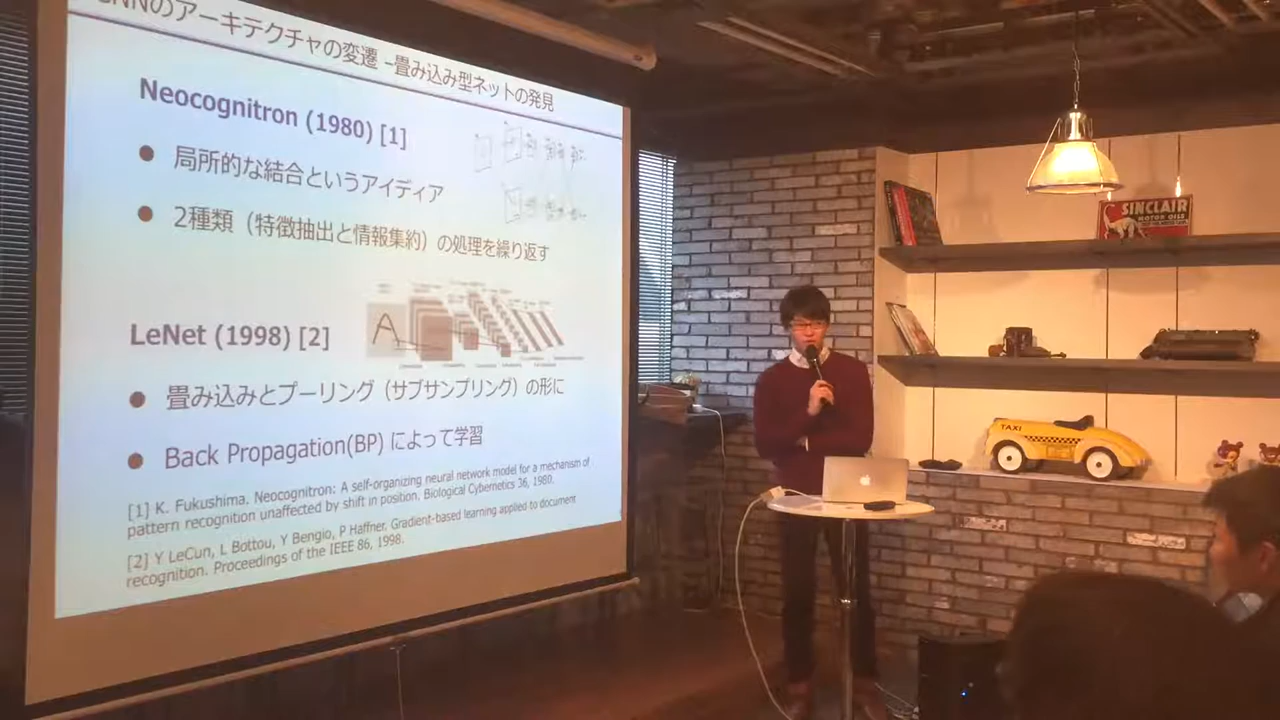 CNNのアーキテクチャの変遷 –畳み込み型ネットの発見
Neocognitron (1980) [1]
● 局所的な結合というアイディア
● 2種類（特徴抽出と情報集約）の処理を繰り返す
LeNet (1998) [2]
A
● 畳み込みとプーリング（サブサンプリング）の形に
● Back Propagation(BP) によって学習
[1] K. Fukushima. Neocognitron: A self-organizing neural network model for a mechanism of
pattern recognition unaffected by shift in position. Biological Cybernetics 36, 1980.
[2] Y LeCun, L Bottou, Y Bengio, P Haffner. Gradient-based learning applied to document
recognition. Proceedings of the IEEE 86, 1998.
SINCLAIR
MOTOR OILS
TAXI